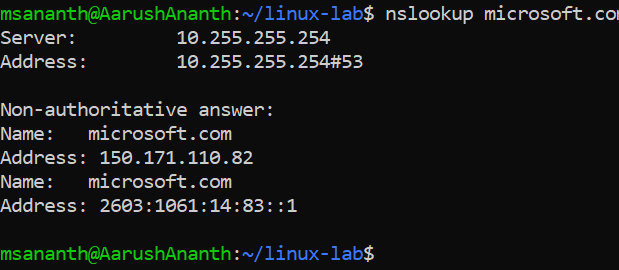 msananth@AarushAnanth:~/linux-lab$ nslookup microsoft.com
Server:         10.255.255.254
Address:        10.255.255.254#53
Non-authoritative answer:
Name:   microsoft.com
Address: 150.171.110.82
Name:   microsoft.com
Address: 2603:1061:14:83::1
msananth@AarushAnanth:~/linux-lab$